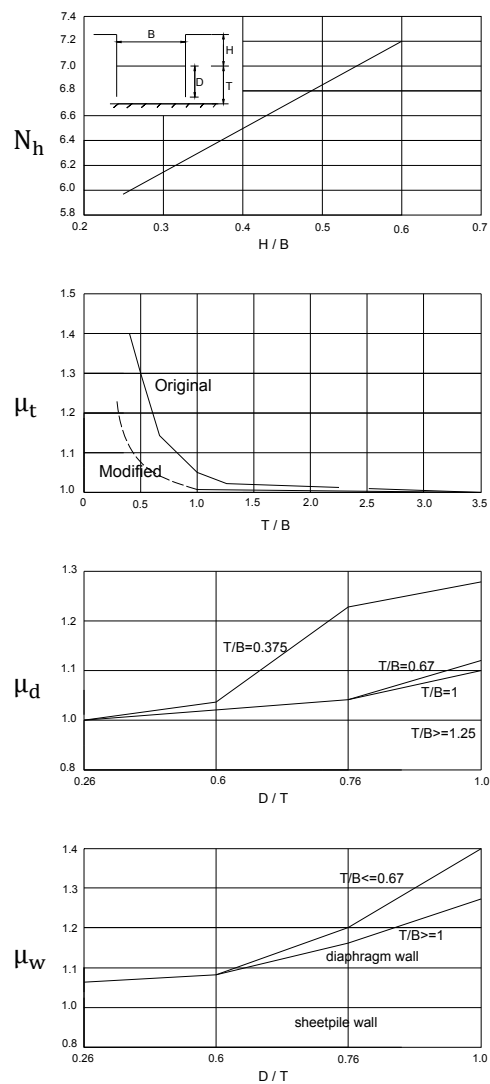 7.4
7.2
7.0
6.8
6.6
6.4
6.2
6.0
5.8
B
H
D
T
N_h
0.2
0.3
0.4
0.5
0.6
0.7
H / B
1.5
1.4
1.3
1.2
1.1
1.0
Original
Modified
μ_t
0
0.5
1.0
1.5
2.0
2.5
3.0
3.5
T / B
1.3
1.2
1.1
1.0
0.8
T/B=0.375
T/B=0.67
T/B=1
T/B>=1.25
μ_d
0.26
0.6
0.76
1.0
D / T
1.4
1.3
1.2
1.1
1.0
0.8
T/B<=0.67
T/B>=1
diaphragm wall
sheetpile wall
μ_w
0.26
0.6
0.76
1.0
D / T